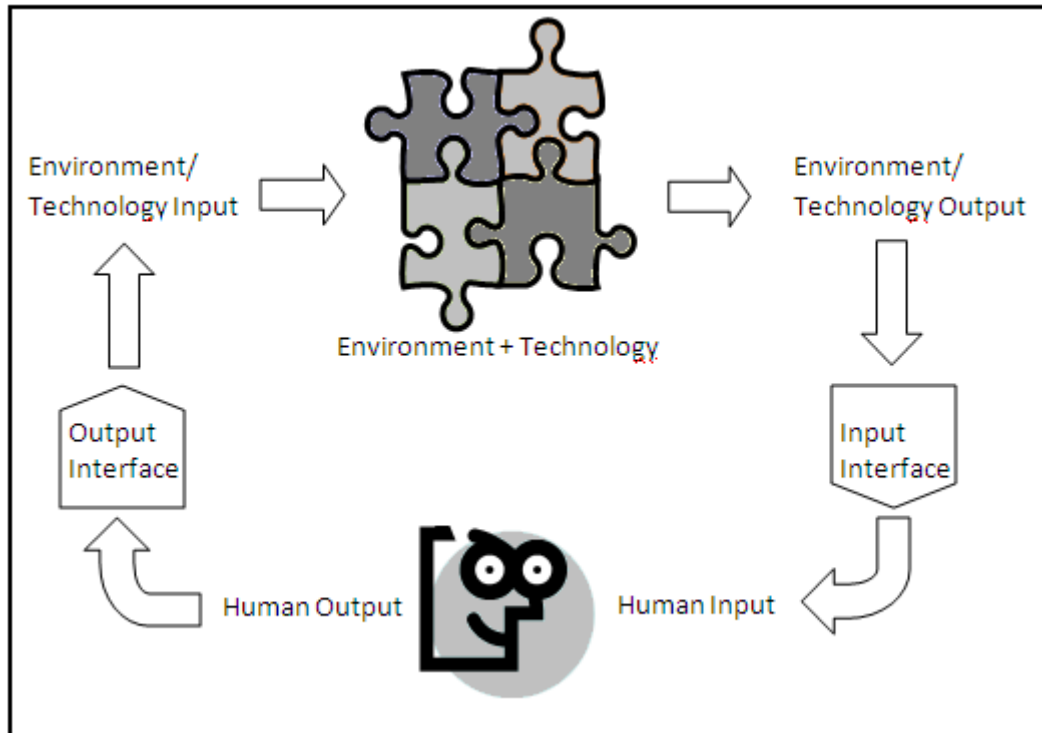 Environment/
Technology Input
Environment + Technology
Environment/
Technology Output
Output
Interface
Input
Interface
Human Output
Human Input